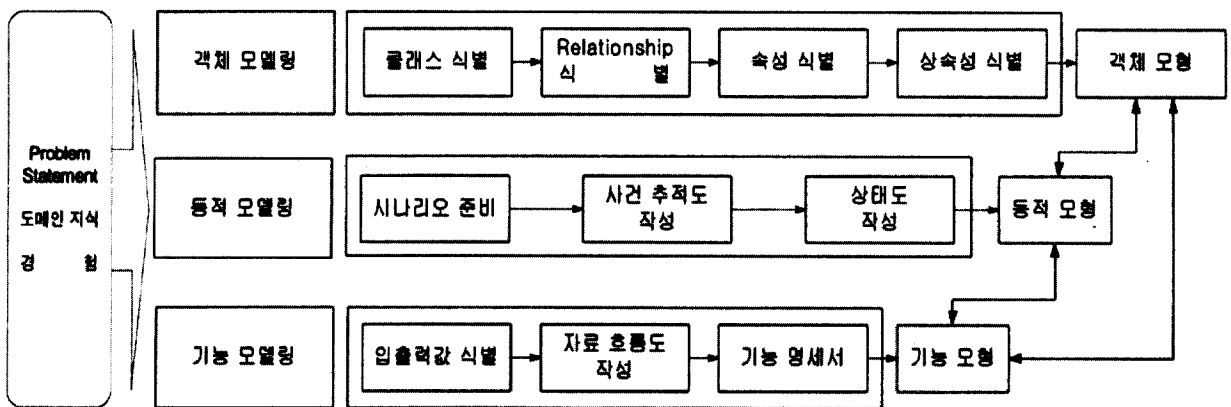 Problem
Statement
도메인 지식
경 험
객체 모델링
클래스 식별
Relationship
식 별
속성 식별
상속성 식별
객체 모형
동적 모델링
시나리오 준비
사건 추적도
작성
상태도
작성
동적 모형
기능 모델링
입출력값 식별
자료 흐름도
작성
기능 명세서
기능 모형